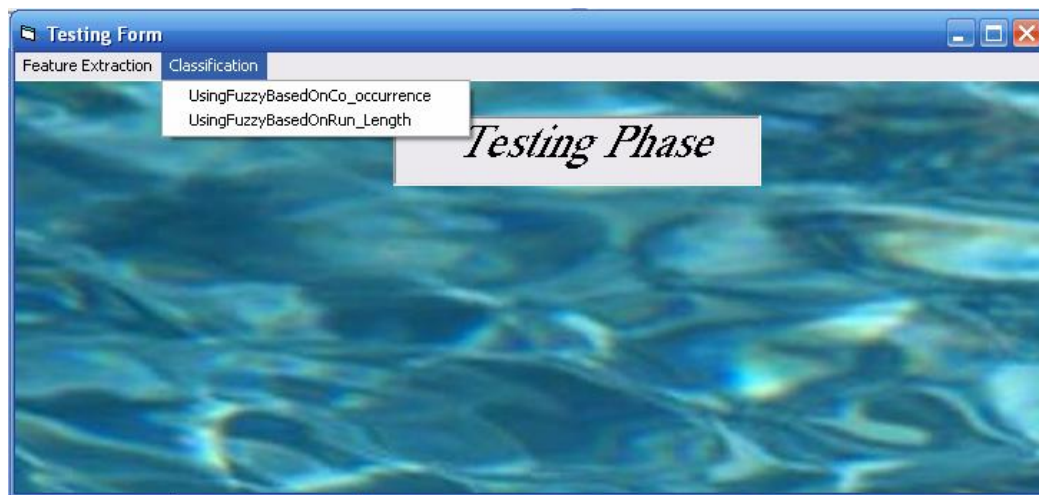 Testing Form
Feature Extraction Classification
UsingFuzzyBasedOnCo_occurrence
UsingFuzzyBasedOnRun_Length
Testing Phase